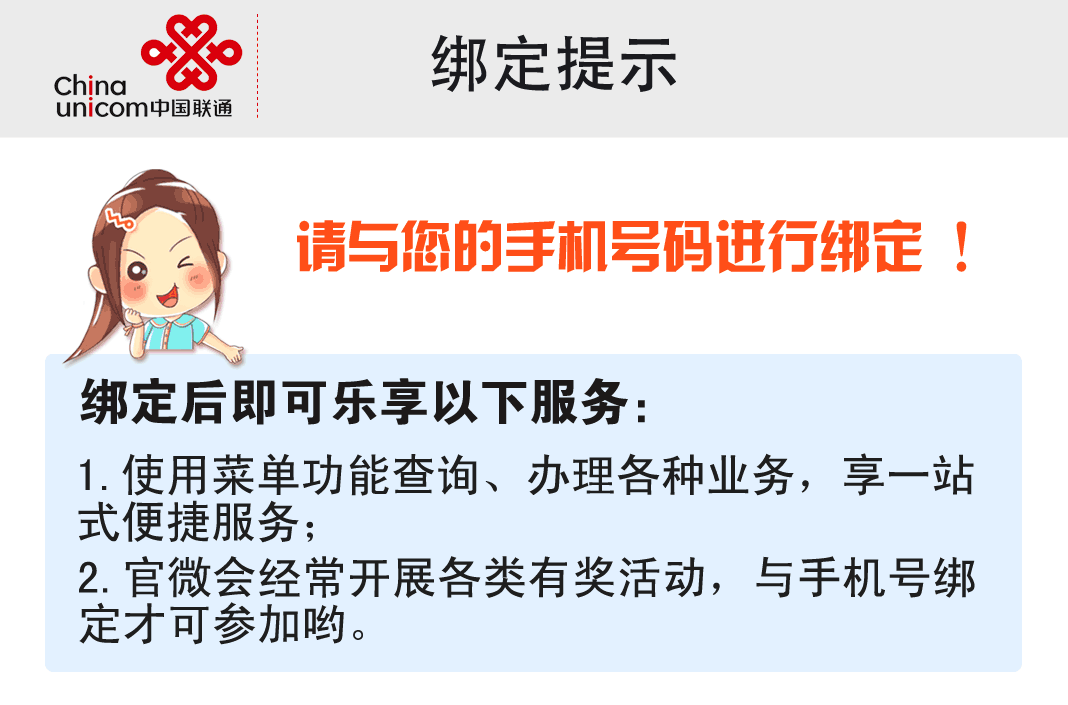 China
unicom中国联通
绑定提示
请与您的手机号码进行绑定！
绑定后即可乐享以下服务：
1.使用菜单功能查询、办理各种业务，享一站
式便捷服务；
2.官微会经常开展各类有奖活动，与手机号绑
定才可参加哟。